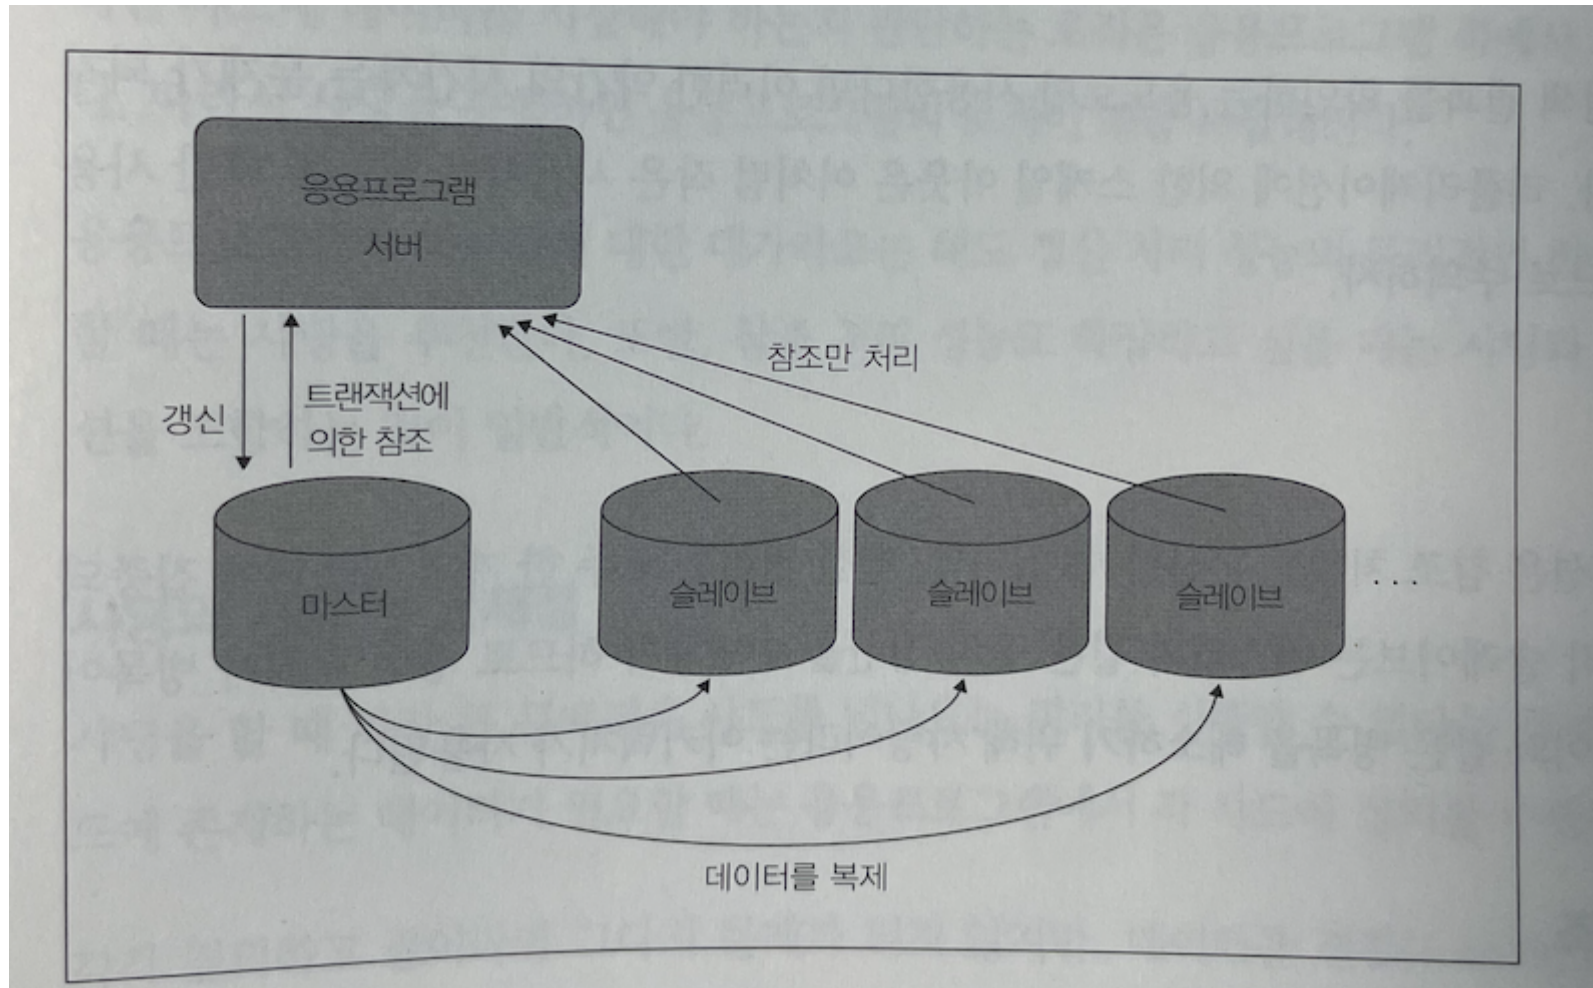 응용프로그램
서버
참조만 처리
갱신
트랜잭션에
의한 참조
마스터
슬레이브
슬레이브
슬레이브
...
데이터를 복제